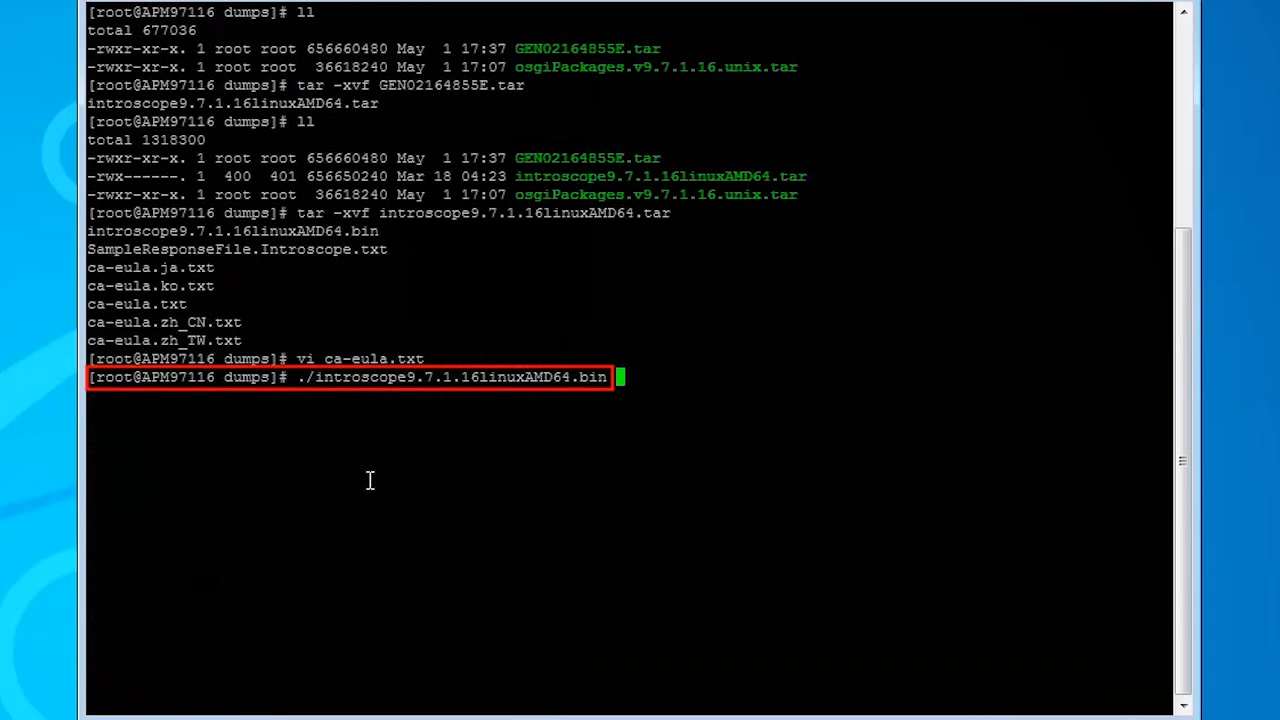 [root@APM97116 dumps]# ll
total 677036
-rwxr-xr-x. 1 root root 656660480 May  1 17:37 GEN02164855E.tar
-rwxr-xr-x. 1 root root  36618240 May  1 17:07 osgiPackages.v9.7.1.16.unix.tar
[root@APM97116 dumps]# tar -xvf GEN02164855E.tar
introscope9.7.1.16linuxAMD64.tar
[root@APM97116 dumps]# ll
total 1318300
-rwxr-xr-x. 1 root root 656660480 May  1 17:37 GEN02164855E.tar
-rwx------. 1  400  401 656650240 Mar 18 04:23 introscope9.7.1.16linuxAMD64.tar
-rwxr-xr-x. 1 root root  36618240 May  1 17:07 osgiPackages.v9.7.1.16.unix.tar
[root@APM97116 dumps]# tar -xvf introscope9.7.1.16linuxAMD64.tar
introscope9.7.1.16linuxAMD64.bin
SampleResponseFile.Introscope.txt
ca-eula.ja.txt
ca-eula.ko.txt
ca-eula.txt
ca-eula.zh_CN.txt
ca-eula.zh_TW.txt
[root@APM97116 dumps]# vi ca-eula.txt
[root@APM97116 dumps]# ./introscope9.7.1.16linuxAMD64.bin